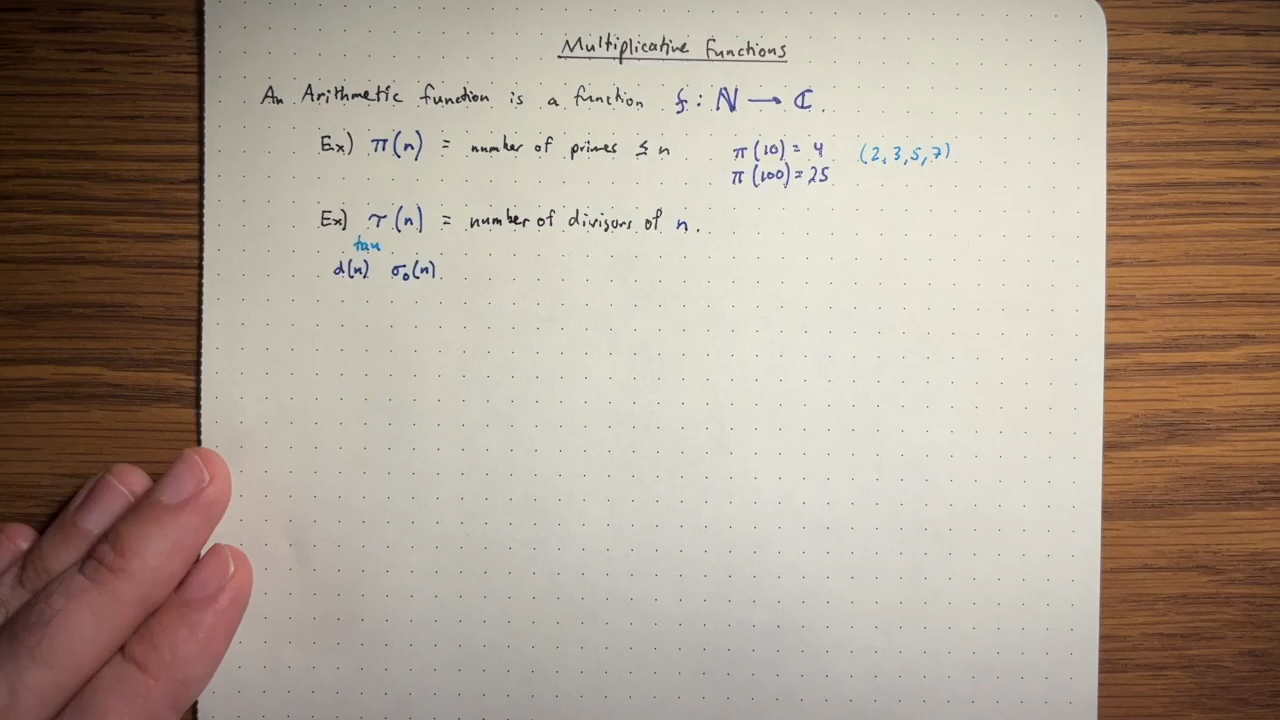 Multiplicative Functions
An Arithmetic function is a function f : ℕ → ℂ.
Ex) π(n) = number of primes ≤ n π(10) = 4 (2,3,5,7)
π(100) = 25
Ex) τ(n) = number of divisors of n.
tau
d(n) σ₀(n)